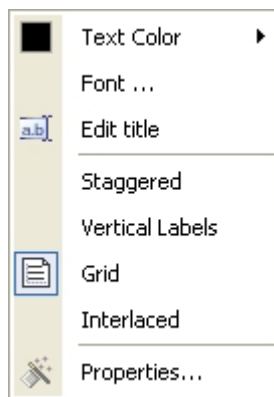 Text Color
Font ...
a.b
Edit title
Staggered
Vertical Labels
Grid
Interlaced
Properties...